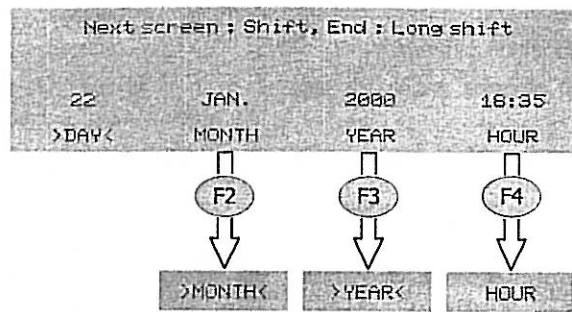 Next screen : Shift, End : Long shift
22 JAN. 2000 18:35
>DAY< MONTH YEAR HOUR
F2 F3 F4
>MONTH< >YEAR< HOUR